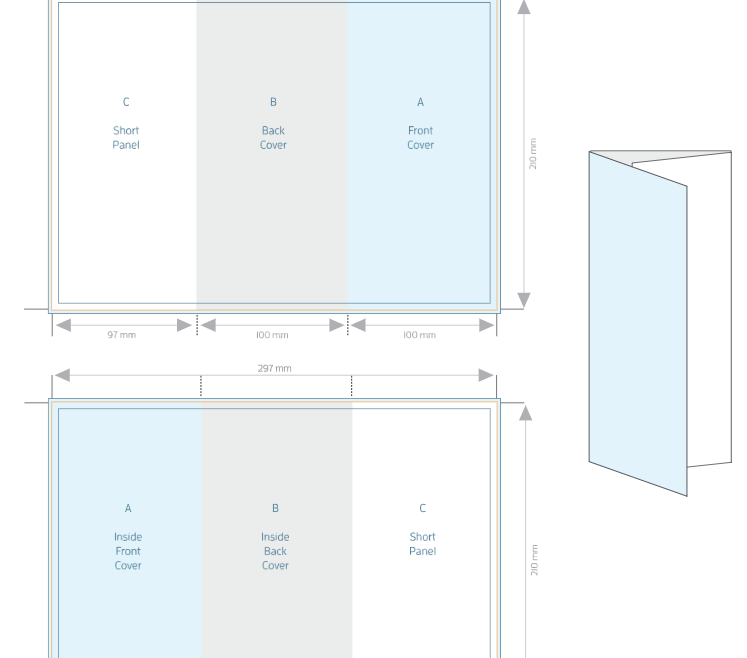 C
B
A
Short
Panel
Back
Cover
Front
Cover
210 mm
97 mm
100 mm
100 mm
297 mm
A
B
C
Inside
Front
Cover
Inside
Back
Cover
Short
Panel
210 mm